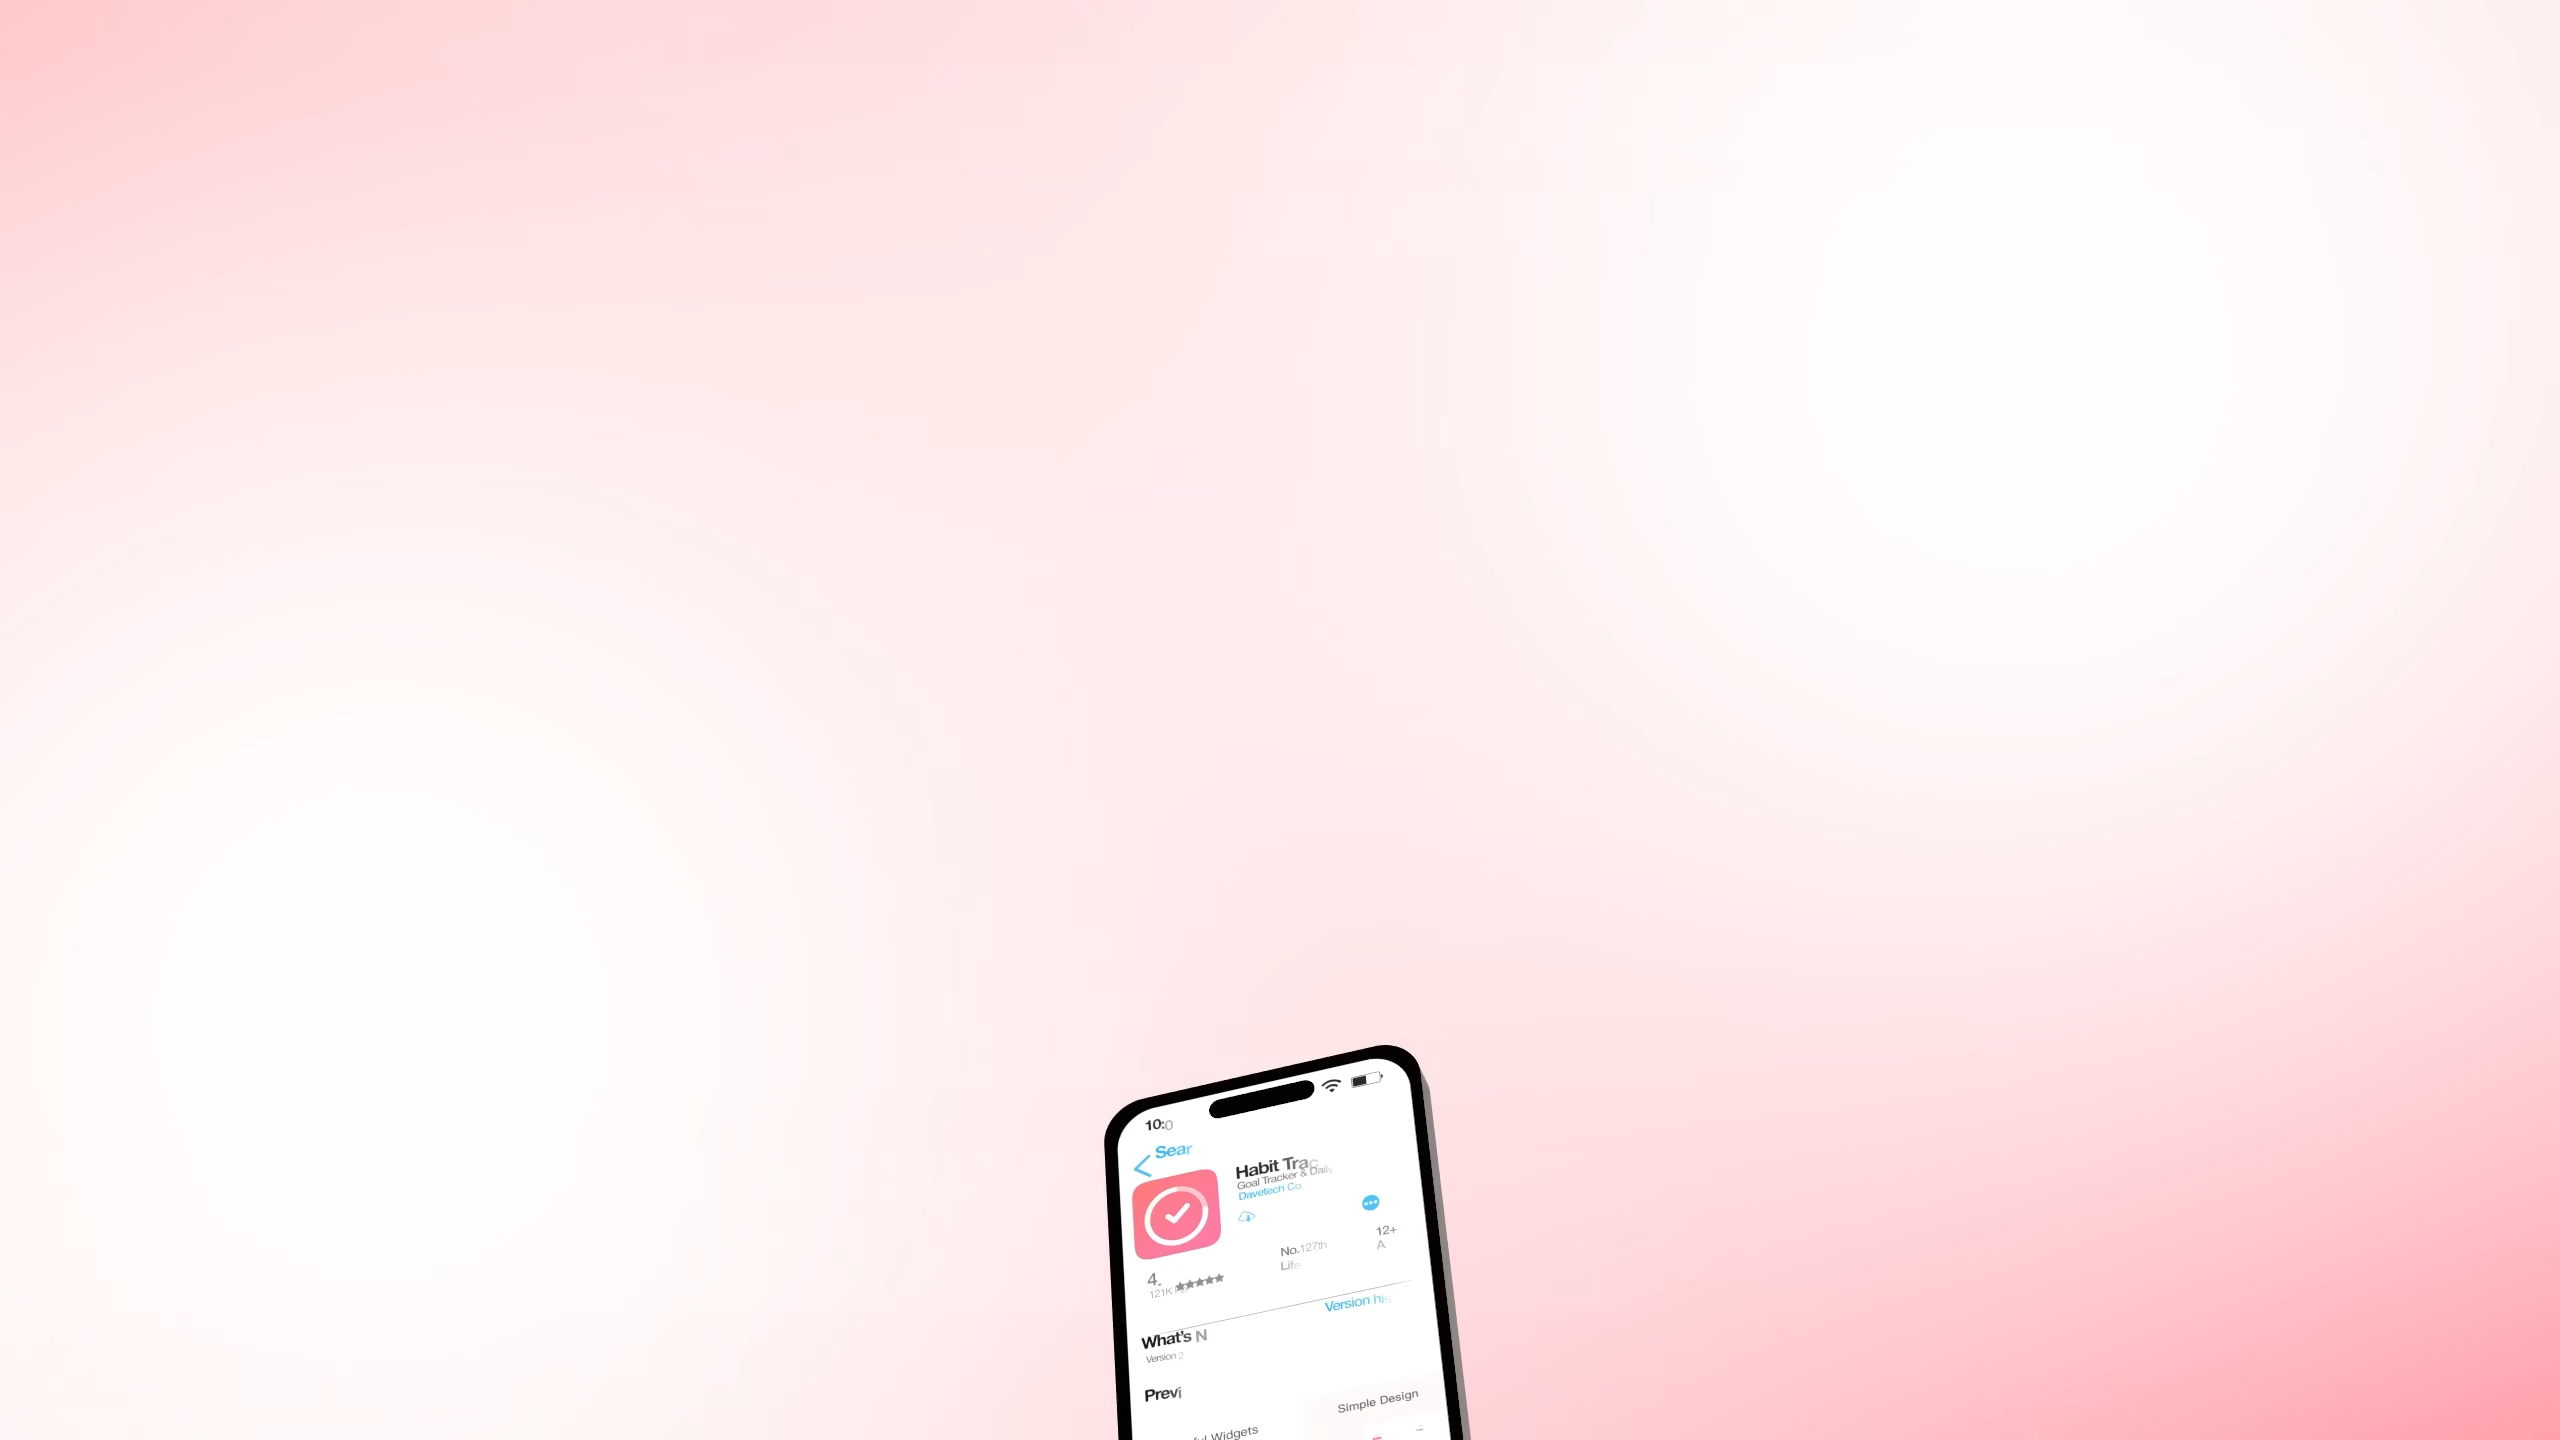 10:0
Sear
Habit Trac
Goal Tracker & Daily
Davetech Co
4.
121K
No.127th
Life
12+
A
Version his
What's N
Version 2
Previ
Simple Design
ful Widgets